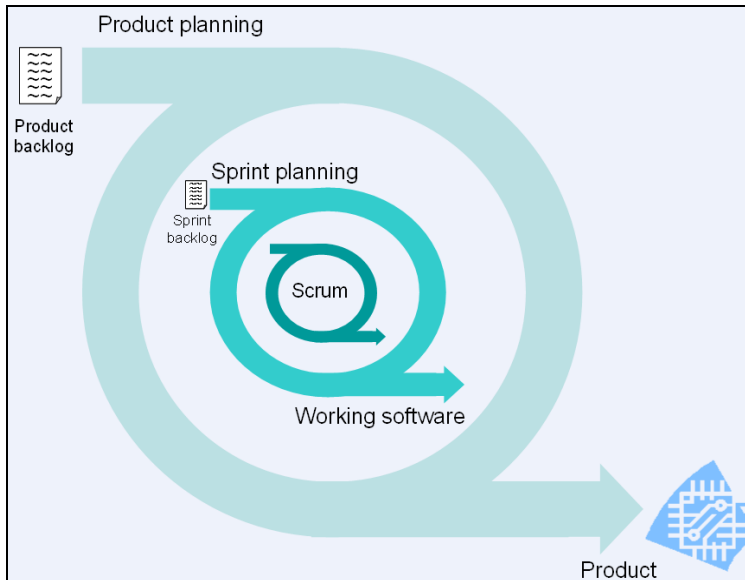 Product planning
Product
backlog
Sprint planning
Sprint
backlog
Scrum
Working software
Product